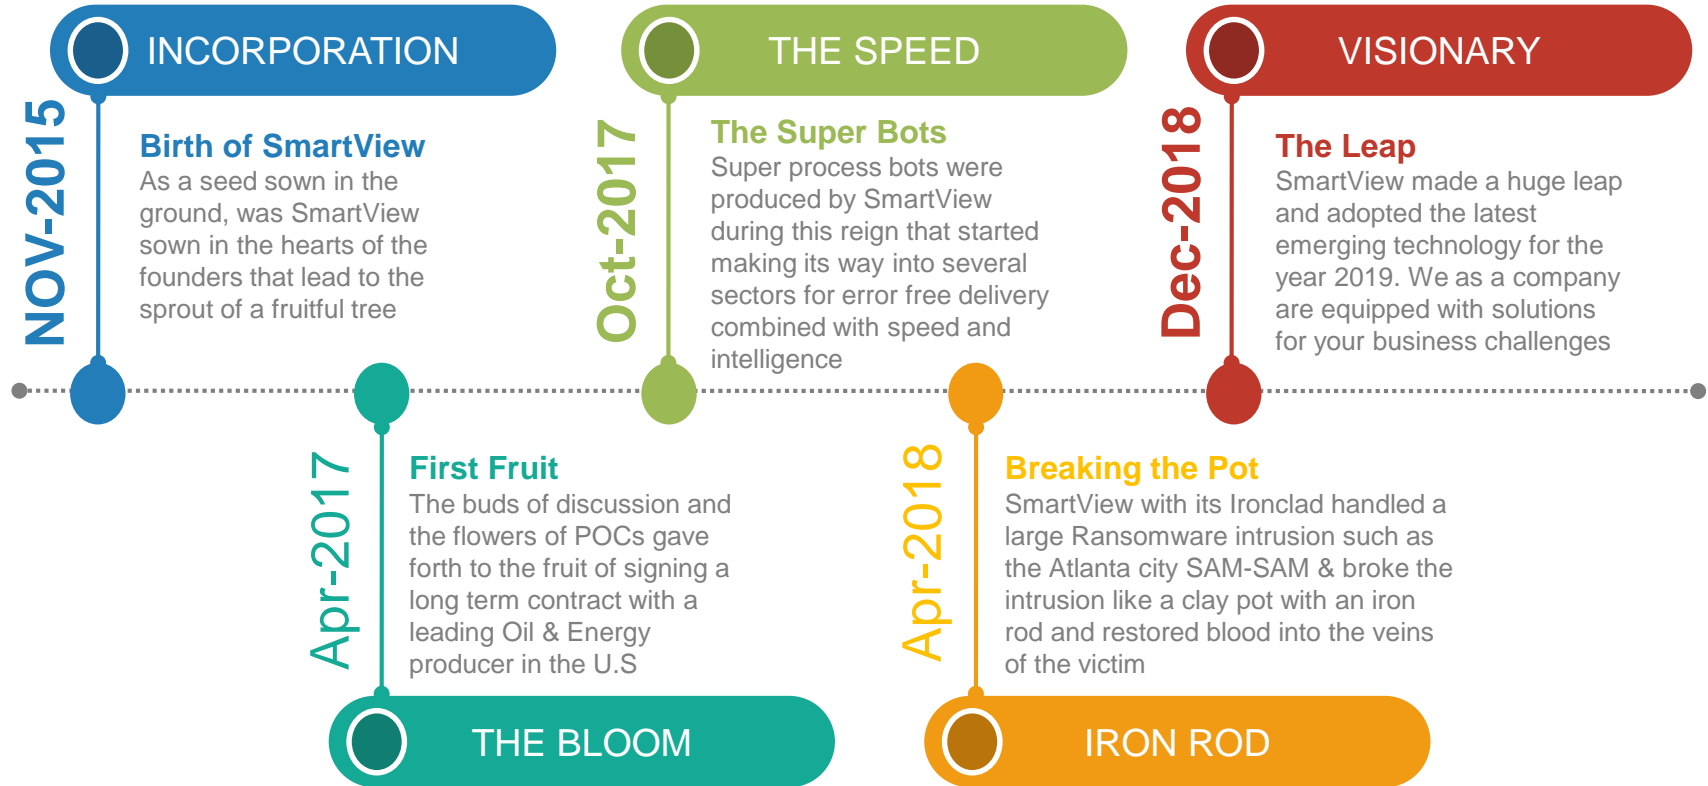 INCORPORATION
NOV-2015
Birth of SmartView
As a seed sown in the
ground, was SmartView
sown in the hearts of the
founders that lead to the
sprout of a fruitful tree
THE SPEED
Oct-2017
The Super Bots
Super process bots were
produced by SmartView
during this reign that started
making its way into several
sectors for error free delivery
combined with speed and
intelligence
VISIONARY
Dec-2018
The Leap
SmartView made a huge leap
and adopted the latest
emerging technology for the
year 2019. We as a company
are equipped with solutions
for your business challenges
Apr-2017
First Fruit
The buds of discussion and
the flowers of POCs gave
forth to the fruit of signing a
long term contract with a
leading Oil & Energy
producer in the U.S
THE BLOOM
Apr-2018
Breaking the Pot
SmartView with its Ironclad handled a
large Ransomware intrusion such as
the Atlanta city SAM-SAM & broke the
intrusion like a clay pot with an iron
rod and restored blood into the veins
of the victim
IRON ROD